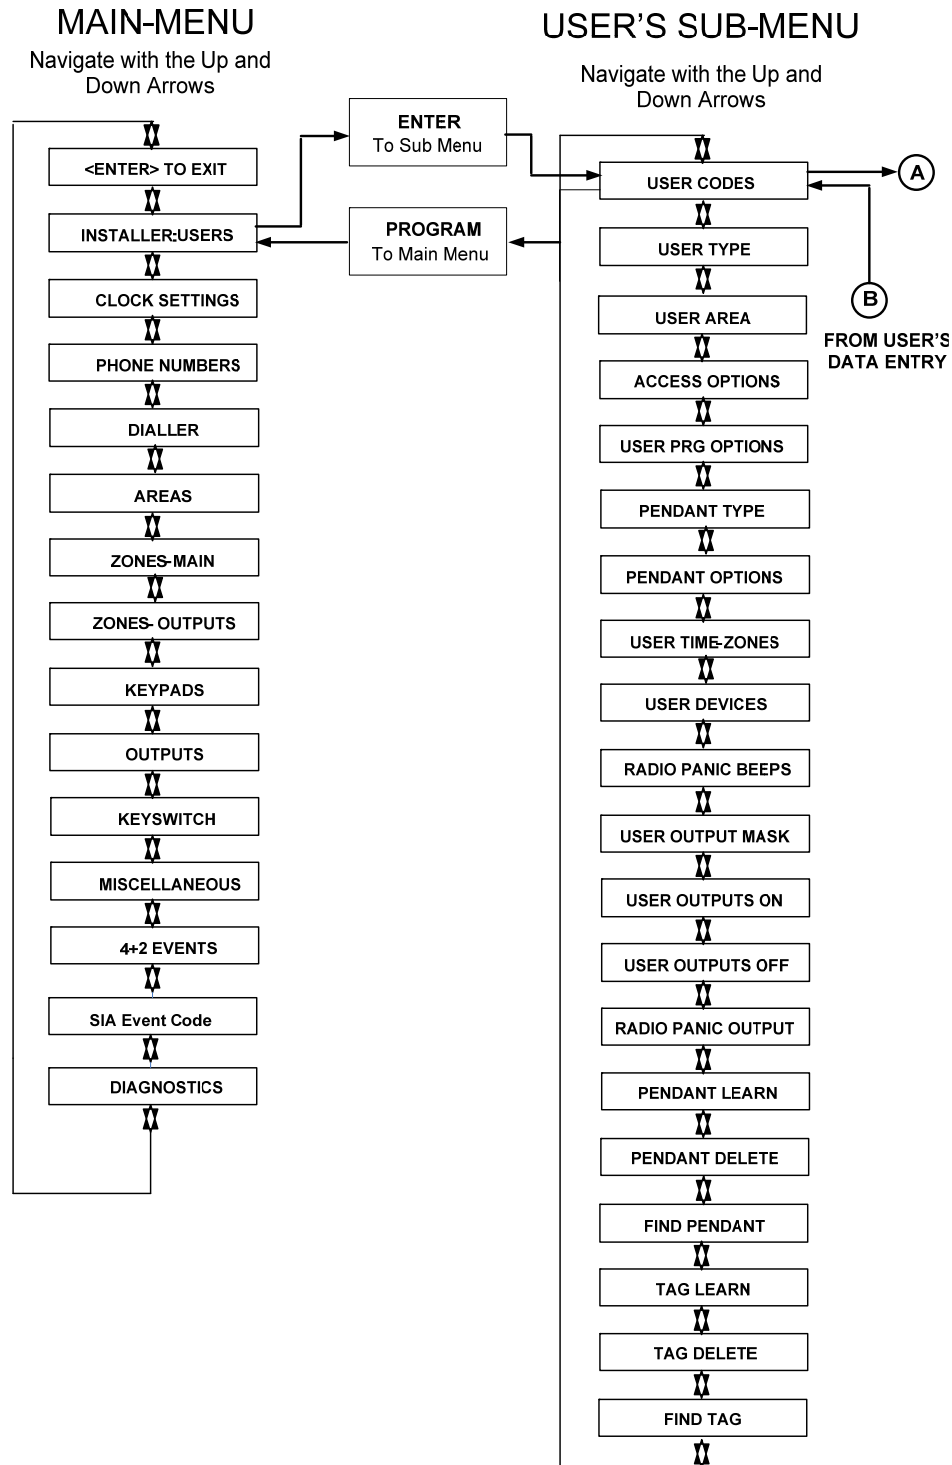 MAIN-MENU
Navigate with the Up and
Down Arrows
<ENTER> TO EXIT
INSTALLER:USERS
CLOCK SETTINGS
PHONE NUMBERS
DIALLER
AREAS
ZONES-MAIN
ZONES- OUTPUTS
KEYPADS
OUTPUTS
KEYSWITCH
MISCELLANEOUS
4+2 EVENTS
SIA Event Code
DIAGNOSTICS
ENTER
To Sub Menu
PROGRAM
To Main Menu
USER'S SUB-MENU
Navigate with the Up and
Down Arrows
USER CODES
USER TYPE
USER AREA
ACCESS OPTIONS
USER PRG OPTIONS
PENDANT TYPE
PENDANT OPTIONS
USER TIME-ZONES
USER DEVICES
RADIO PANIC BEEPS
USER OUTPUT MASK
USER OUTPUTS ON
USER OUTPUTS OFF
RADIO PANIC OUTPUT
PENDANT LEARN
PENDANT DELETE
FIND PENDANT
TAG LEARN
TAG DELETE
FIND TAG
A
B
FROM USER'S
DATA ENTRY